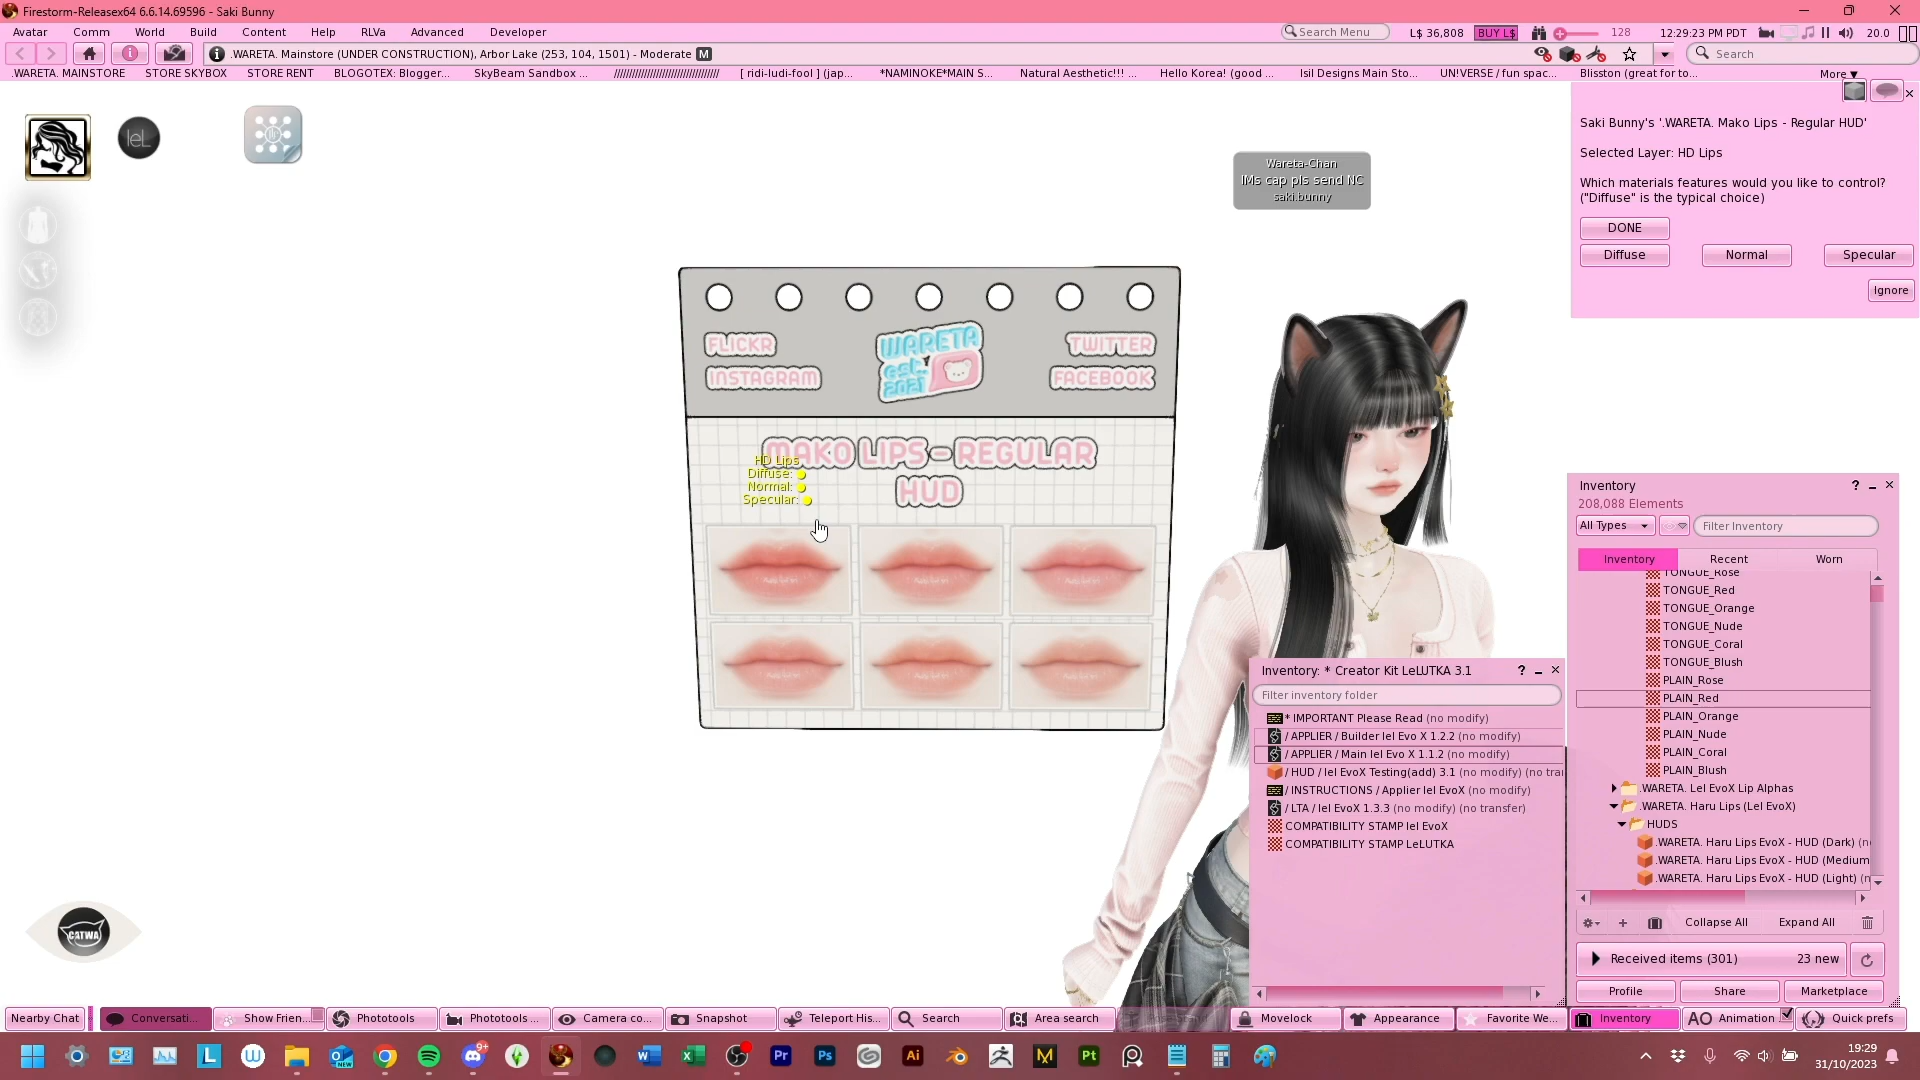 Firestorm-Releasex64 6.6.14.69596 - Saki Bunny
Avatar Comm World Build Content Help RLVa Advanced Developer
Search Menu L$ 36,808 BUY L$ 128 12:29:23 PM PDT 20.0
.WARETA. Mainstore (UNDER CONSTRUCTION), Arbor Lake (253, 104, 1501) - Moderate M
Search
.WARETA. MAINSTORE STORE SKYBOX STORE RENT BLOGOTEX: Blogger... SkyBeam Sandbox ... [ ridi-ludi-fool ] (jap... *NAMINOKE*MAIN S... Natural Aesthetic!!! ... Hello Korea! (good ... Isil Designs Main Sto... UN!VERSE / fun spac... Blisston (great for to... More ▼
leL
Wareta-Chan
IMs cap pls send NC
saki.bunny
Saki Bunny's '.WARETA. Mako Lips - Regular HUD'
Selected Layer: HD Lips
Which materials features would you like to control?
("Diffuse" is the typical choice)
DONE
Diffuse Normal Specular
Ignore
FLICKR
INSTAGRAM
WARETA
est.
2021
TWITTER
FACEBOOK
MAKO LIPS - REGULAR
HUD
HD Lips
Diffuse:
Normal:
Specular:
CATWA
Inventory: * Creator Kit LeLUTKA 3.1 ?
Filter inventory folder
* IMPORTANT Please Read (no modify)
/ APPLIER / Builder lel Evo X 1.2.2 (no modify)
/ APPLIER / Main lel Evo X 1.1.2 (no modify)
/ HUD / lel EvoX Testing(add) 3.1 (no modify) (no tra
/ INSTRUCTIONS / Applier lel EvoX (no modify)
/ LTA / lel EvoX 1.3.3 (no modify) (no transfer)
COMPATIBILITY STAMP lel EvoX
COMPATIBILITY STAMP LeLUTKA
Inventory ?
208,088 Elements
All Types Filter Inventory
Inventory Recent Worn
TONGUE_Rose
TONGUE_Red
TONGUE_Orange
TONGUE_Nude
TONGUE_Coral
TONGUE_Blush
PLAIN_Rose
PLAIN_Red
PLAIN_Orange
PLAIN_Nude
PLAIN_Coral
PLAIN_Blush
.WARETA. Lel EvoX Lip Alphas
.WARETA. Haru Lips (Lel EvoX)
HUDS
.WARETA. Haru Lips EvoX - HUD (Dark) (n
.WARETA. Haru Lips EvoX - HUD (Medium
.WARETA. Haru Lips EvoX - HUD (Light) (n
Collapse All Expand All
Received items (301) 23 new
Profile Share Marketplace
Nearby Chat Conversati... Show Frien... Phototools Phototools ... Camera co... Snapshot Teleport His... Search Area search Movelock Appearance Favorite We... Inventory AO Animation Quick prefs
NEW 9+ Pr Ps Ai Pt
19:29
31/10/2023